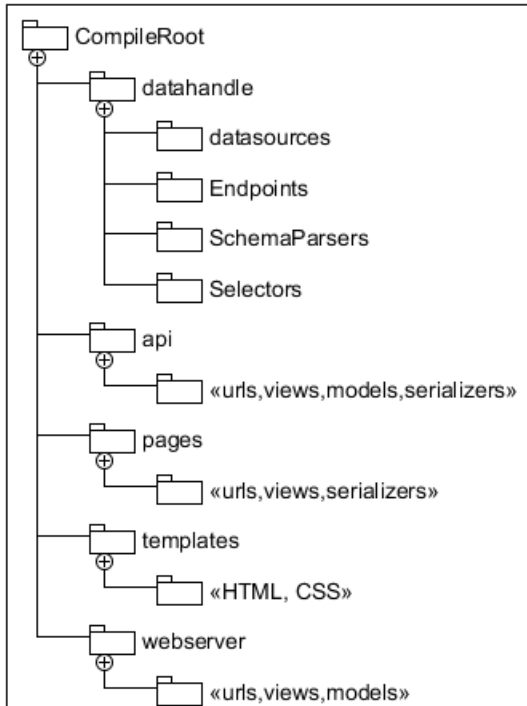 CompileRoot
datahandle
datasources
Endpoints
SchemaParsers
Selectors
api
«urls,views,models,serializers»
pages
«urls,views,serializers»
templates
«HTML, CSS»
webserver
«urls,views,models»